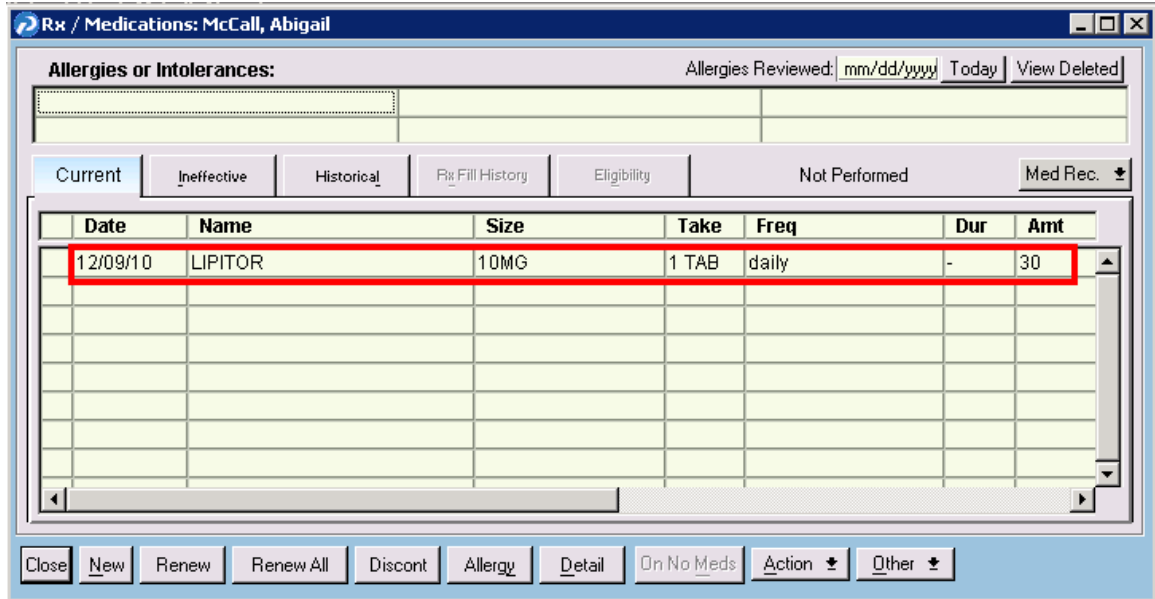 Rx / Medications: McCall, Abigail
Allergies or Intolerances: Allergies Reviewed: mm/dd/yyyy Today View Deleted
Current Ineffective Historical Rx Fill History Eligibility Not Performed Med Rec.
Date Name Size Take Freq Dur Amt
12/09/10 LIPITOR 10MG 1 TAB daily - 30
Close New Renew Renew All Discont Allergy Detail On No Meds Action Other